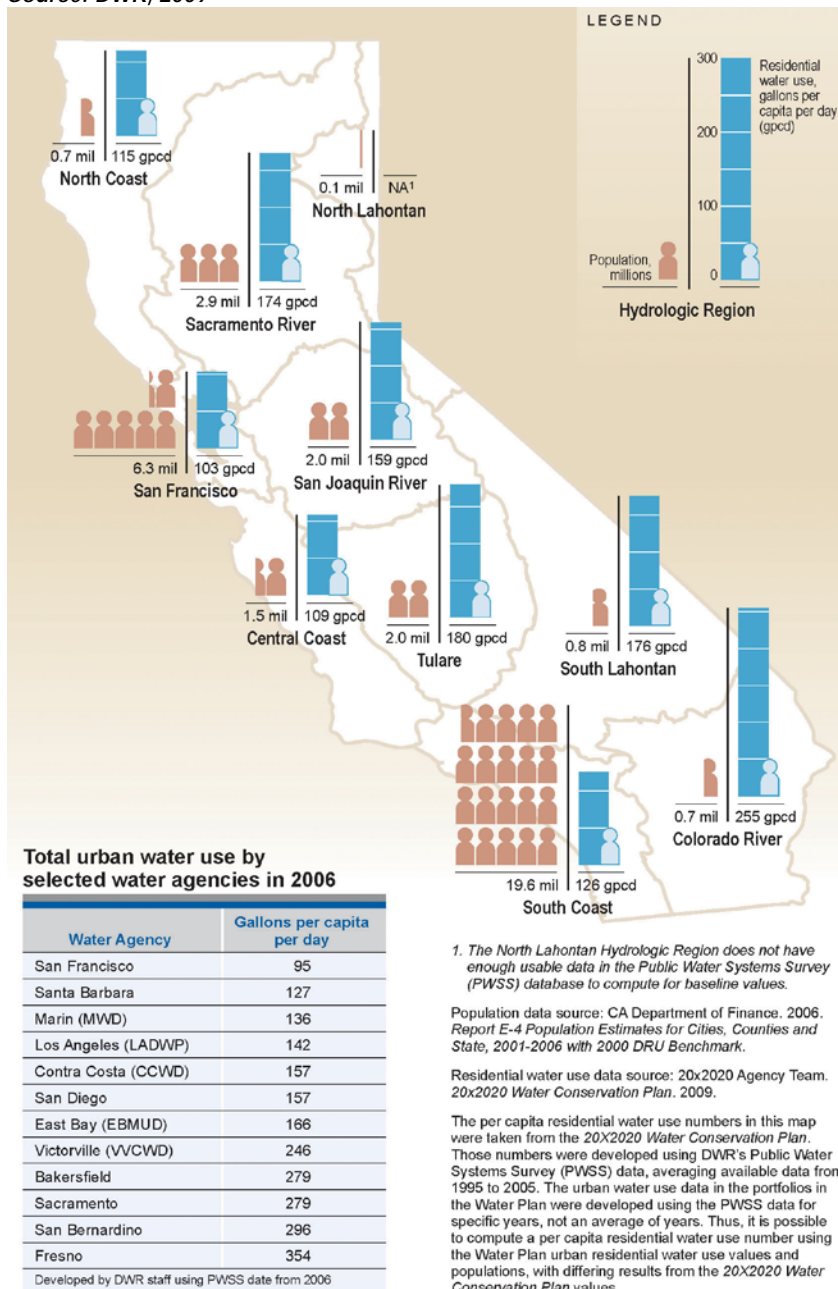 Source: DWR, 2009
LEGEND
300
200
100
0
Residential
water use,
gallons per
capita per day
(gpcd)
Population,
millions
Hydrologic Region
0.7 mil
115 gpcd
North Coast
0.1 mil
NA¹
North Lahontan
2.9 mil
174 gpcd
Sacramento River
6.3 mil
103 gpcd
San Francisco
2.0 mil
159 gpcd
San Joaquin River
1.5 mil
109 gpcd
Central Coast
2.0 mil
180 gpcd
Tulare
0.8 mil
176 gpcd
South Lahontan
0.7 mil
255 gpcd
Colorado River
19.6 mil
126 gpcd
South Coast
Total urban water use by
selected water agencies in 2006
Water Agency
Gallons per capita
per day
San Francisco 95
Santa Barbara 127
Marin (MWD) 136
Los Angeles (LADWP) 142
Contra Costa (CCWD) 157
San Diego 157
East Bay (EBMUD) 166
Victorville (VVCWD) 246
Bakersfield 279
Sacramento 279
San Bernardino 296
Fresno 354
Developed by DWR staff using PWSS date from 2006
1. The North Lahontan Hydrologic Region does not have
enough usable data in the Public Water Systems Survey
(PWSS) database to compute for baseline values.
Population data source: CA Department of Finance. 2006.
Report E-4 Population Estimates for Cities, Counties and
State, 2001-2006 with 2000 DRU Benchmark.
Residential water use data source: 20x2020 Agency Team.
20x2020 Water Conservation Plan. 2009.
The per capita residential water use numbers in this map
were taken from the 20X2020 Water Conservation Plan.
Those numbers were developed using DWR's Public Water
Systems Survey (PWSS) data, averaging available data from
1995 to 2005. The urban water use data in the portfolios in
the Water Plan were developed using the PWSS data for
specific years, not an average of years. Thus, it is possible
to compute a per capita residential water use number using
the Water Plan urban residential water use values and
populations, with differing results from the 20X2020 Water
Conservation Plan values.